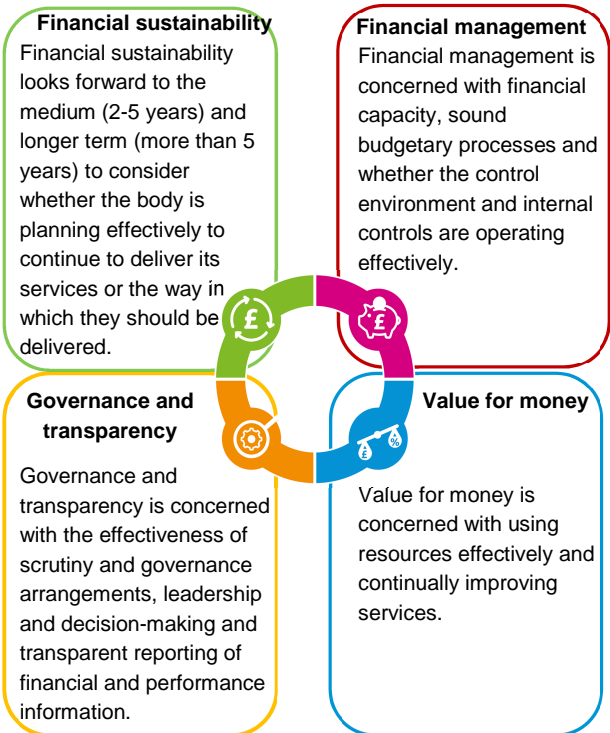 Financial sustainability
Financial sustainability
looks forward to the
medium (2-5 years) and
longer term (more than 5
years) to consider
whether the body is
planning effectively to
continue to deliver its
services or the way in
which they should be
delivered.
Financial management
Financial management is
concerned with financial
capacity, sound
budgetary processes and
whether the control
environment and internal
controls are operating
effectively.
£
£
Governance and
transparency
Governance and
transparency is concerned
with the effectiveness of
scrutiny and governance
arrangements, leadership
and decision-making and
transparent reporting of
financial and performance
information.
£ %
Value for money
Value for money is
concerned with using
resources effectively and
continually improving
services.